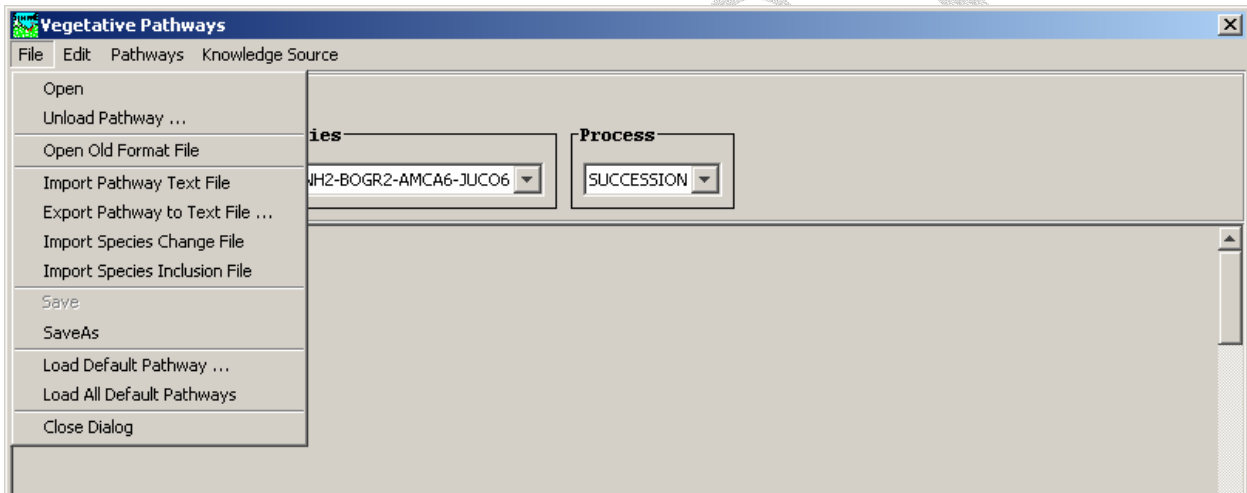 Vegetative Pathways
File Edit Pathways Knowledge Source
Open
Unload Pathway ...
ies
Process
Open Old Format File
NH2-BOGR2-AMCA6-JUCO6
SUCCESSION
Import Pathway Text File
Export Pathway to Text File ...
Import Species Change File
Import Species Inclusion File
Save
SaveAs
Load Default Pathway ...
Load All Default Pathways
Close Dialog